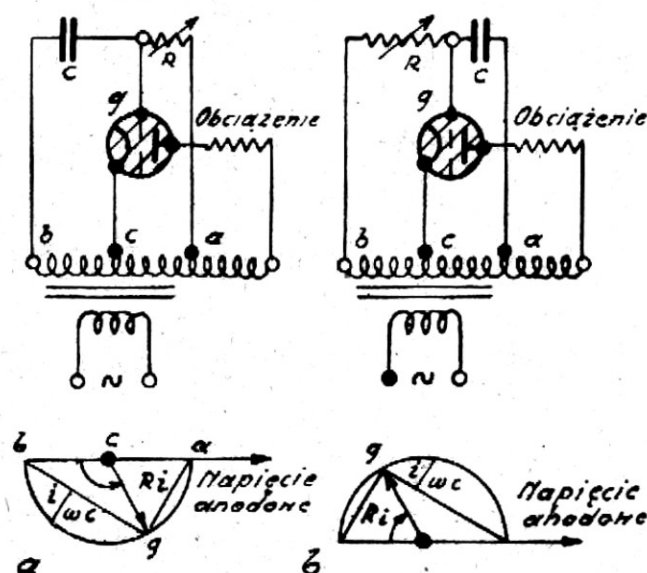 C R
g Obciążenie
b c a
~
R C
g Obciążenie
b c a
~
b c a
i/ωc Ri Napięcie
anodowe
g
a
g
i/ωc Napięcie
Ri anodowe
b